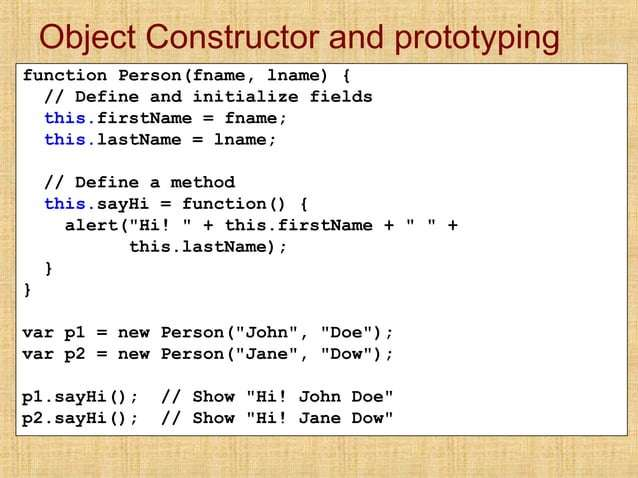 Object Constructor and prototyping
function Person(fname, lname) {
  // Define and initialize fields
  this.firstName = fname;
  this.lastName = lname;

  // Define a method
  this.sayHi = function() {
    alert("Hi! " + this.firstName + " " +
          this.lastName);
  }
}

var p1 = new Person("John", "Doe");
var p2 = new Person("Jane", "Dow");

p1.sayHi();  // Show "Hi! John Doe"
p2.sayHi();  // Show "Hi! Jane Dow"